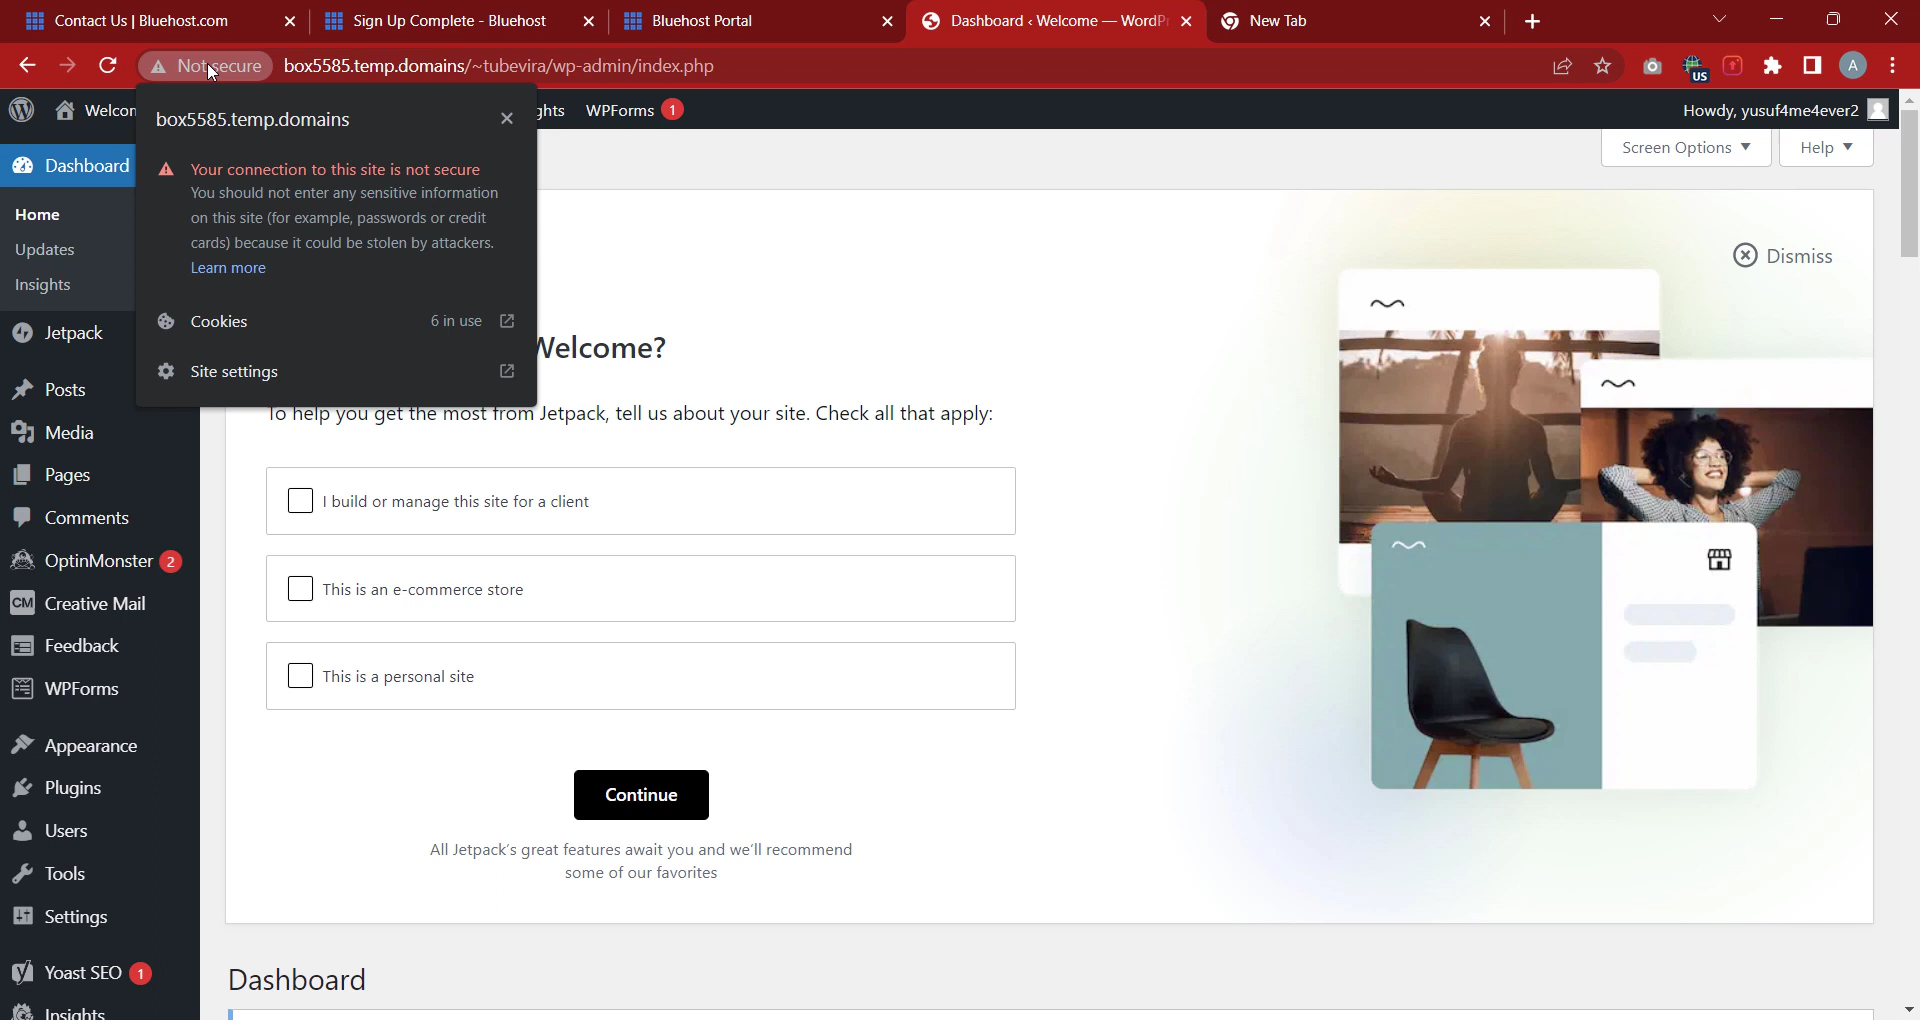 Contact Us | Bluehost.com
Sign Up Complete - Bluehost
Bluehost Portal
Dashboard ‹ Welcome — WordPr
New Tab
Not secure
box5585.temp.domains/~tubevira/wp-admin/index.php
US
A
Welcom
ghts
WPForms 1
Howdy, yusuf4me4ever2
box5585.temp.domains
Your connection to this site is not secure
You should not enter any sensitive information
on this site (for example, passwords or credit
cards) because it could be stolen by attackers.
Learn more
Cookies
6 in use
Site settings
Screen Options
Help
Dashboard
Home
Updates
Insights
Jetpack
Posts
Media
Pages
Comments
OptinMonster 2
CM Creative Mail
Feedback
WPForms
Appearance
Plugins
Users
Tools
Settings
Yoast SEO 1
Insights
Dismiss
Welcome?
To help you get the most from Jetpack, tell us about your site. Check all that apply:
I build or manage this site for a client
This is an e-commerce store
This is a personal site
Continue
All Jetpack's great features await you and we'll recommend
some of our favorites
Dashboard